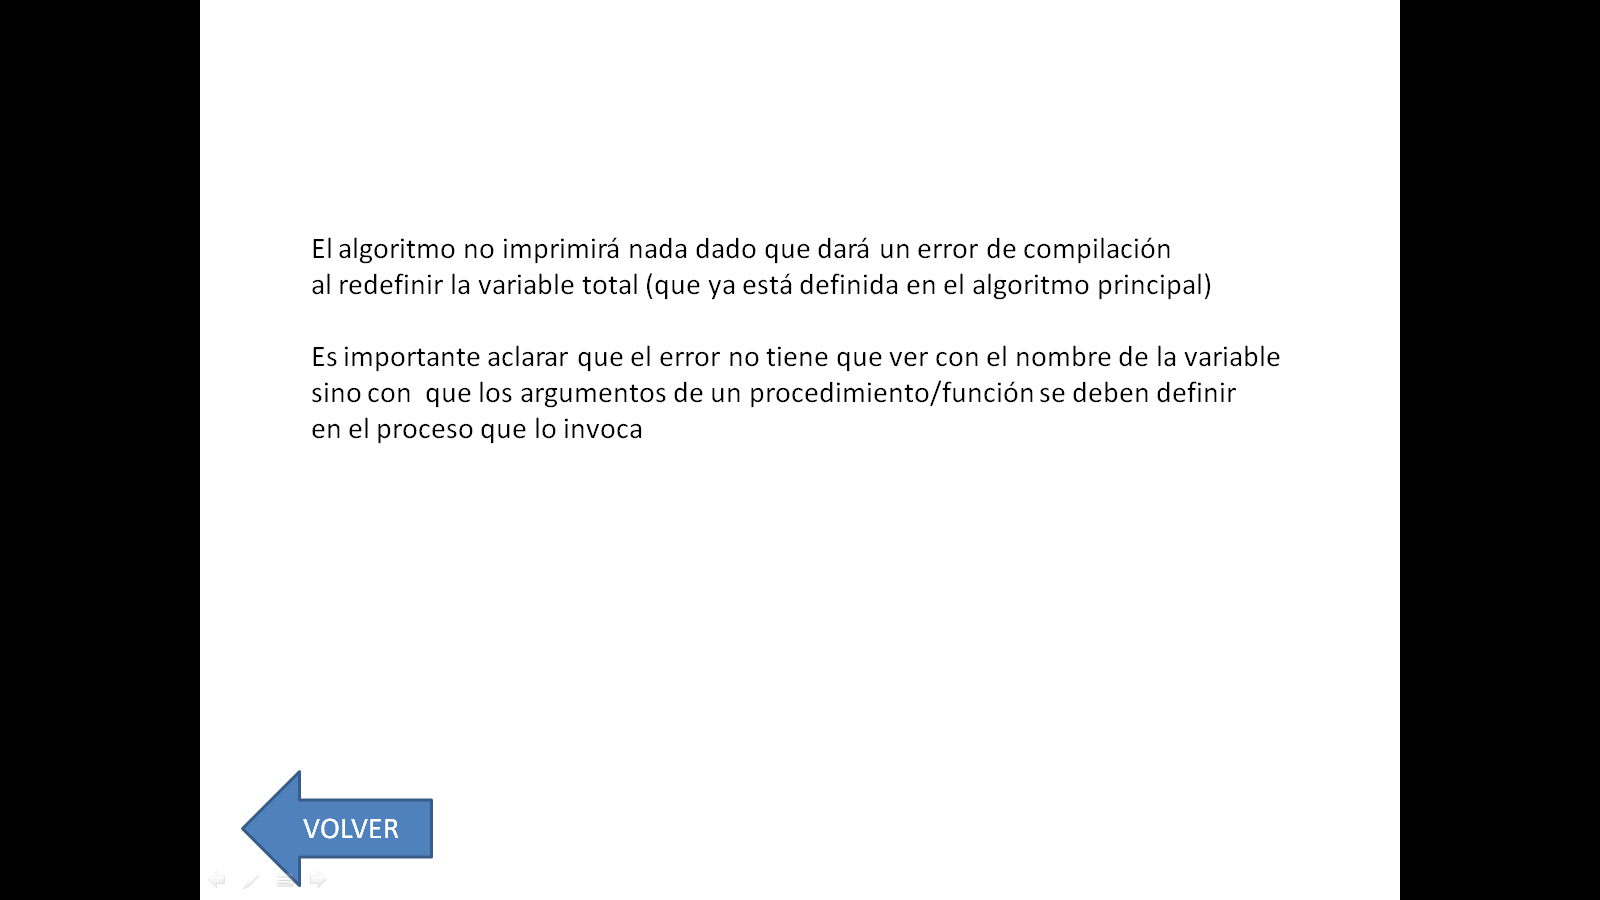 El algoritmo no imprimirá nada dado que dará un error de compilación
al redefinir la variable total (que ya está definida en el algoritmo principal)
Es importante aclarar que el error no tiene que ver con el nombre de la variable
sino con  que los argumentos de un procedimiento/función se deben definir
en el proceso que lo invoca
VOLVER